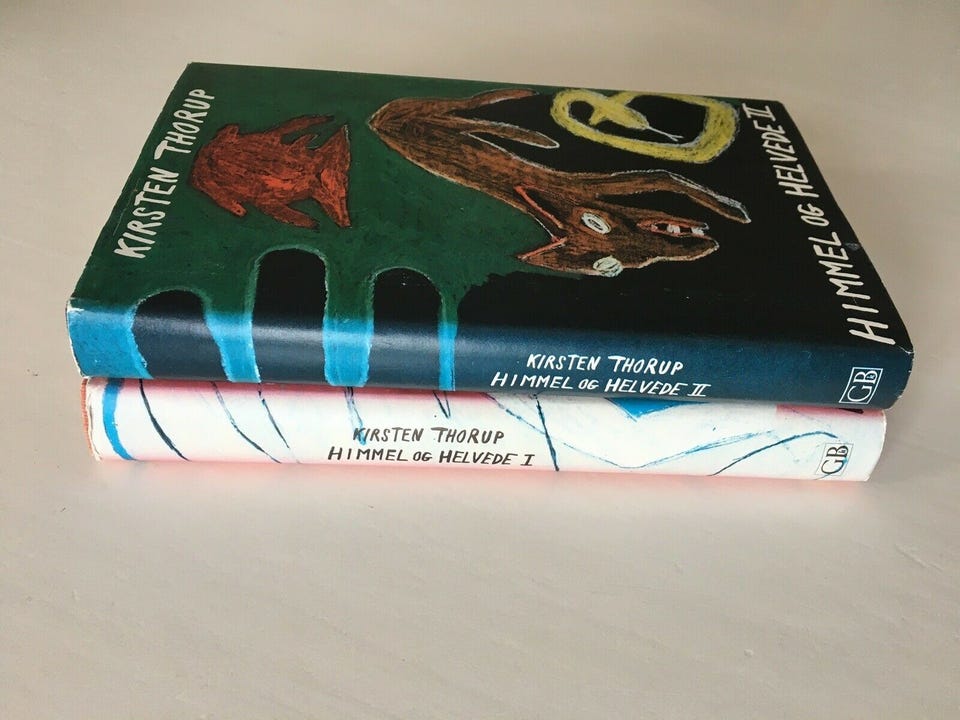 KIRSTEN THORUP
HIMMEL OG HELVEDE II
KIRSTEN THORUP
HIMMEL OG HELVEDE II
GB
KIRSTEN THORUP
HIMMEL OG HELVEDE I
GB